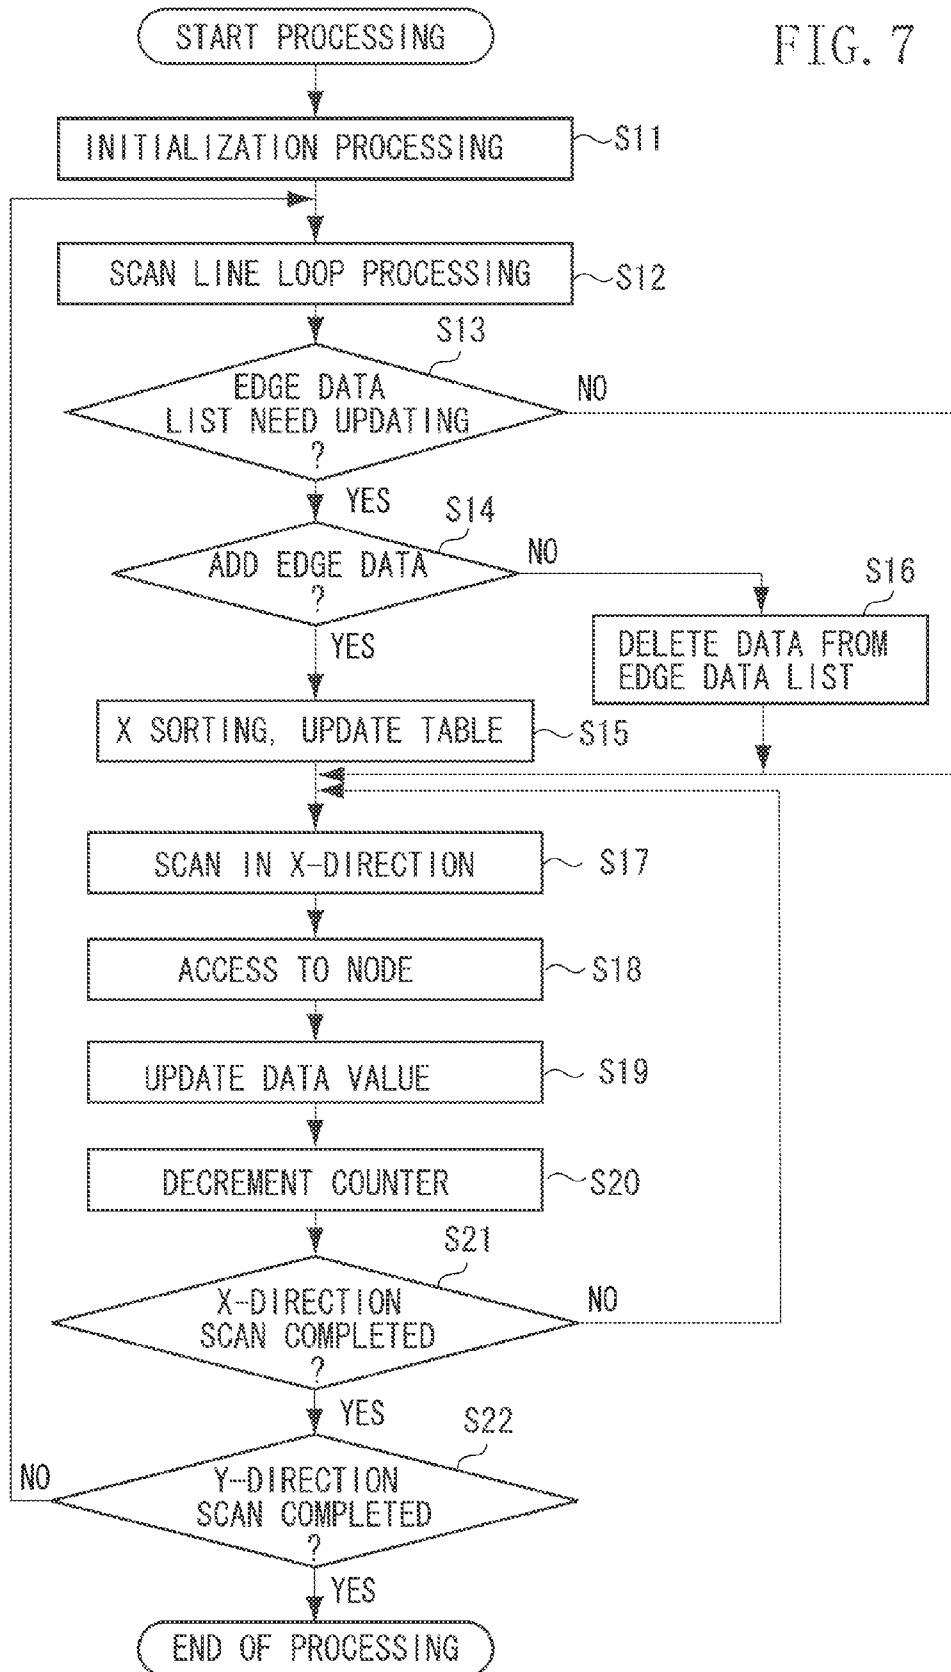 FIG. 7
START PROCESSING
INITIALIZATION PROCESSING
S11
SCAN LINE LOOP PROCESSING
S12
S13
EDGE DATA
LIST NEED UPDATING
?
NO
YES
S14
ADD EDGE DATA
?
NO
YES
S16
DELETE DATA FROM
EDGE DATA LIST
X SORTING, UPDATE TABLE
S15
SCAN IN X-DIRECTION
S17
ACCESS TO NODE
S18
UPDATE DATA VALUE
S19
DECREMENT COUNTER
S20
S21
X-DIRECTION
SCAN COMPLETED
?
NO
YES
S22
Y-DIRECTION
SCAN COMPLETED
?
NO
YES
END OF PROCESSING